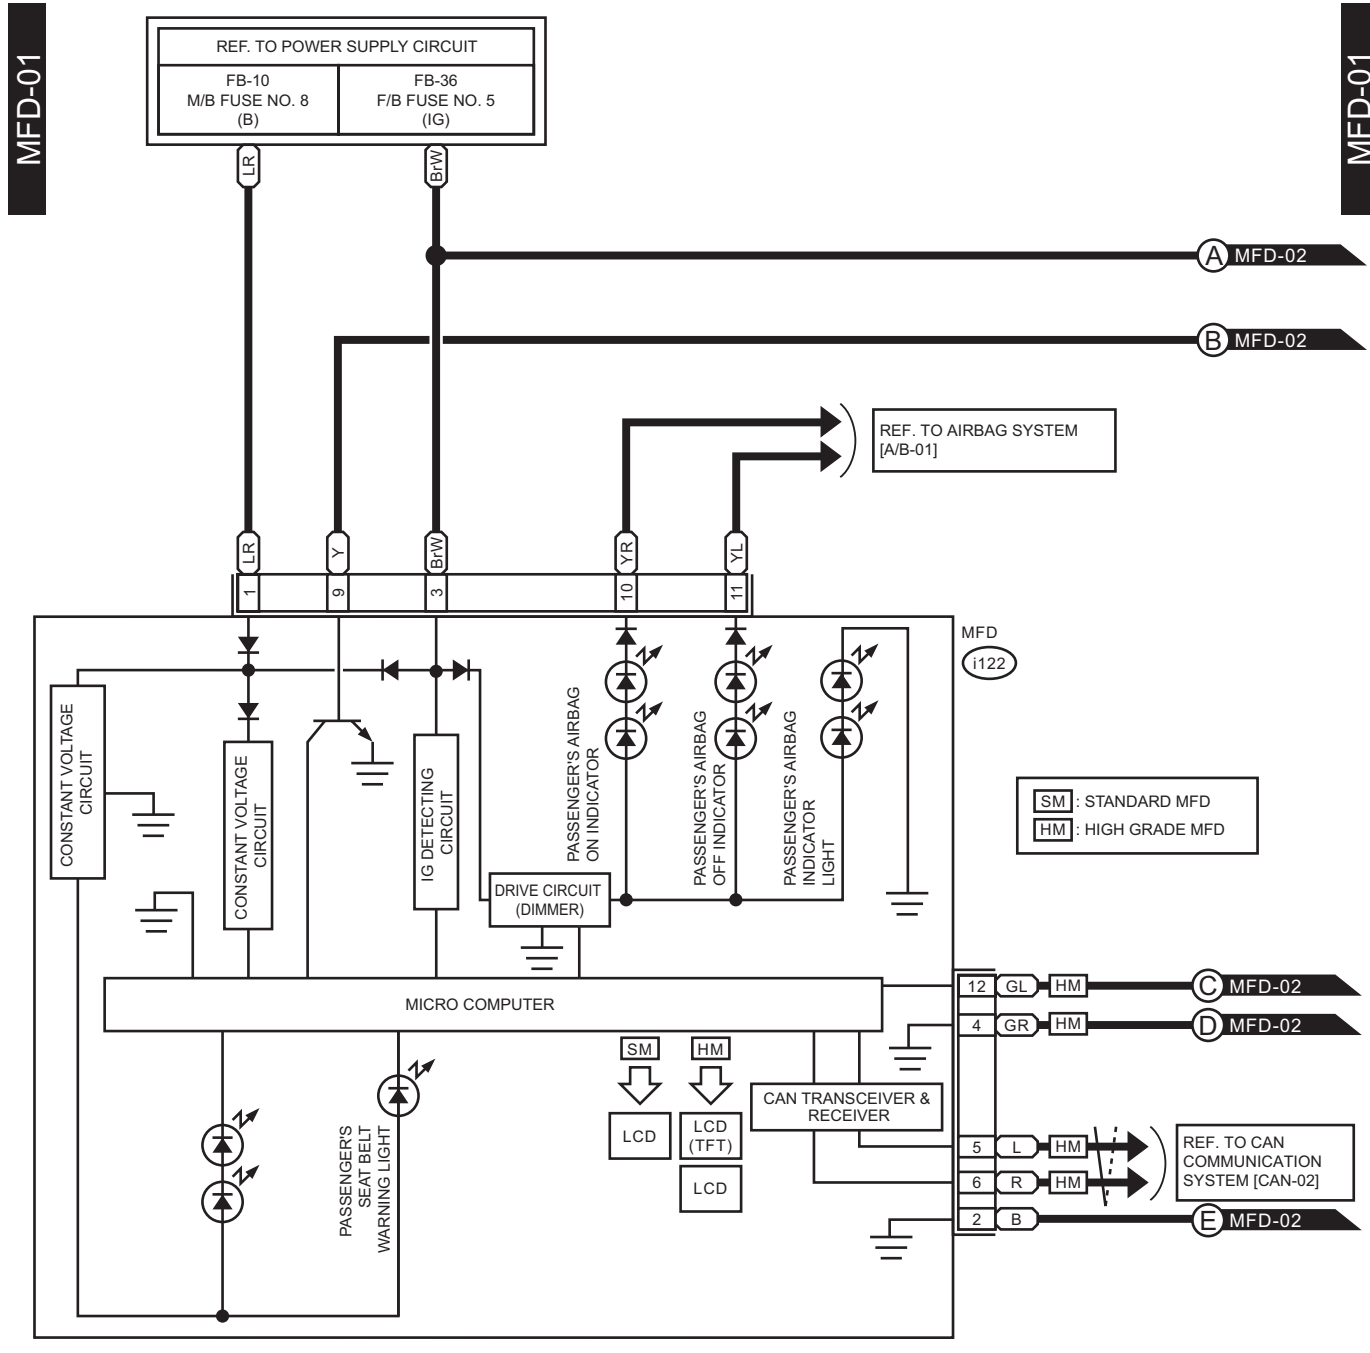 MFD-01
MFD-01
REF. TO POWER SUPPLY CIRCUIT
FB-10
M/B FUSE NO. 8
(B)
FB-36
F/B FUSE NO. 5
(IG)
LR
BrW
A MFD-02
B MFD-02
REF. TO AIRBAG SYSTEM
[A/B-01]
LR
Y
BrW
YR
YL
1
9
3
10
11
MFD
i122
CONSTANT VOLTAGE
CIRCUIT
CONSTANT VOLTAGE
CIRCUIT
IG DETECTING
CIRCUIT
PASSENGER'S AIRBAG
ON INDICATOR
PASSENGER'S AIRBAG
OFF INDICATOR
PASSENGER'S AIRBAG
INDICATOR
LIGHT
SM : STANDARD MFD
HM : HIGH GRADE MFD
DRIVE CIRCUIT
(DIMMER)
MICRO COMPUTER
12 GL HM C MFD-02
4 GR HM D MFD-02
SM
HM
LCD
LCD
(TFT)
LCD
CAN TRANSCEIVER &
RECEIVER
PASSENGER'S
SEAT BELT
WARNING LIGHT
5 L HM
6 R HM
REF. TO CAN
COMMUNICATION
SYSTEM [CAN-02]
2 B E MFD-02